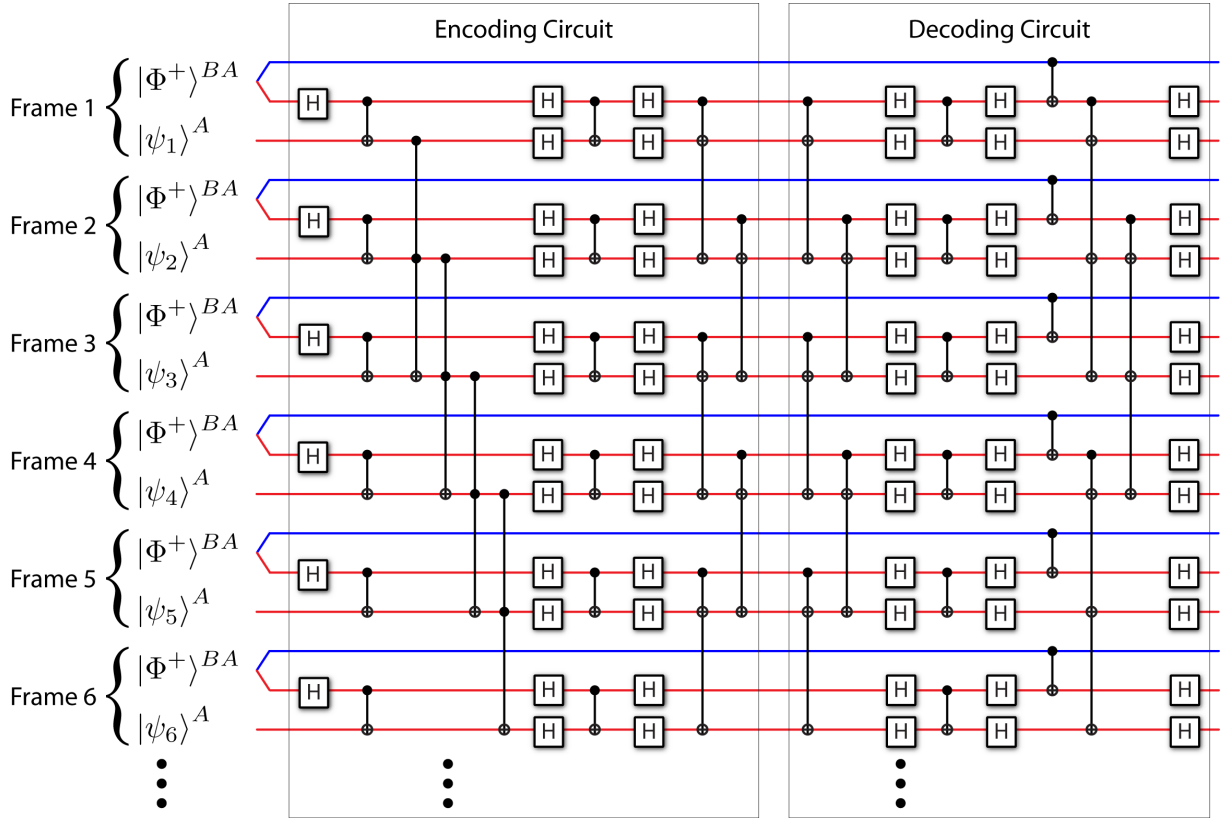 Encoding Circuit Decoding Circuit
Frame 1 { |Φ⁺⟩ᴮᴬ
H H H H H
|ψ₁⟩ᴬ
H H H H H
Frame 2 { |Φ⁺⟩ᴮᴬ
H H H H H
|ψ₂⟩ᴬ
H H H H H
Frame 3 { |Φ⁺⟩ᴮᴬ
H H H H H H
|ψ₃⟩ᴬ
H H H H H
Frame 4 { |Φ⁺⟩ᴮᴬ
H H H H H H
|ψ₄⟩ᴬ
H H H H H
Frame 5 { |Φ⁺⟩ᴮᴬ
H H H H H H
|ψ₅⟩ᴬ
H H H H H
Frame 6 { |Φ⁺⟩ᴮᴬ
H H H H H H
|ψ₆⟩ᴬ
H H H H H